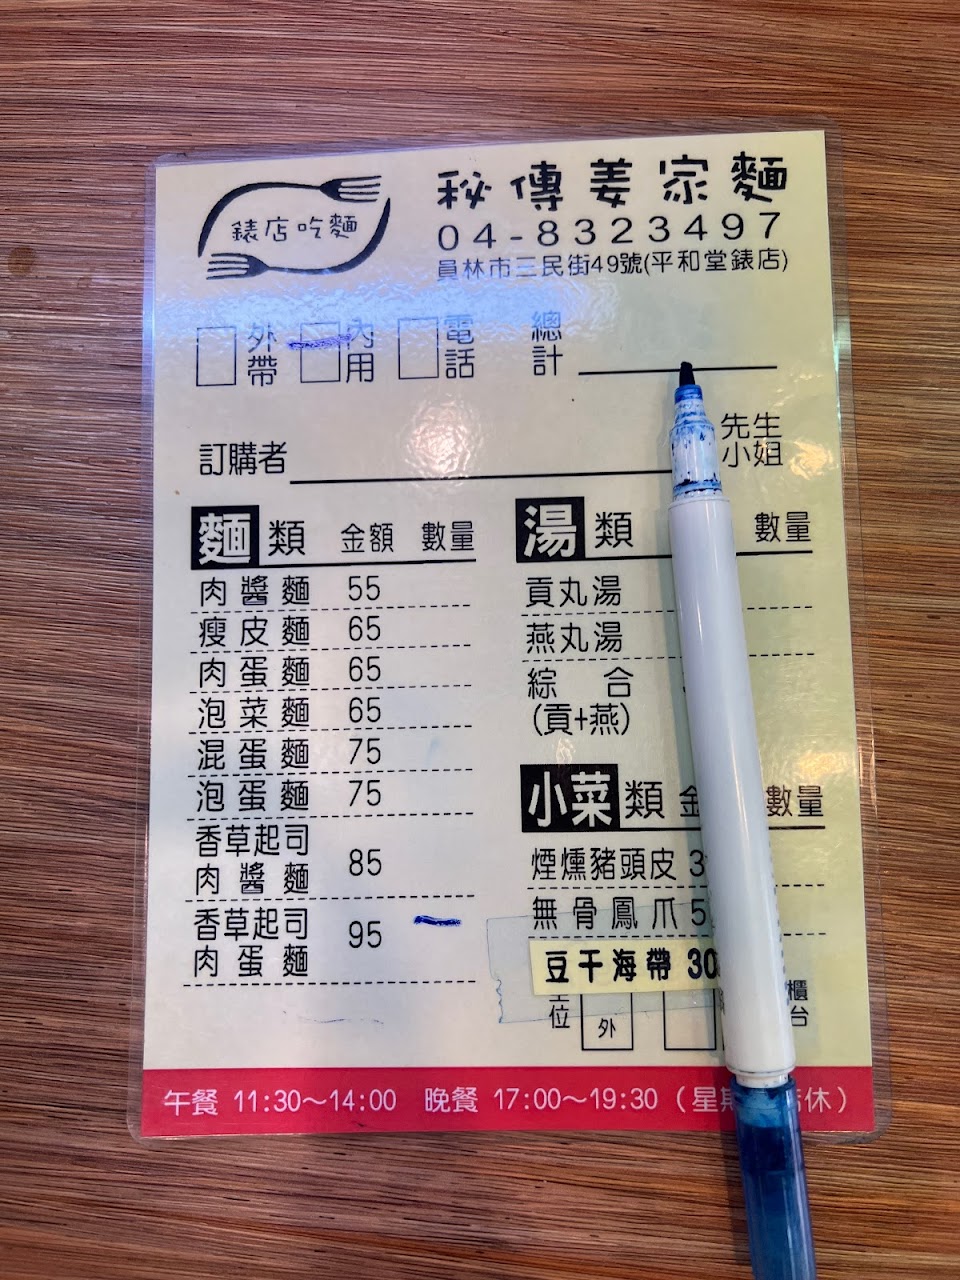 錶店吃麵
秘傳姜家麵
04-8323497
員林市三民街49號(平和堂錶店)
外帶 內用 電話 總計
訂購者 先生 小姐
麵類 金額 數量
肉醬麵 55
瘦皮麵 65
肉蛋麵 65
泡菜麵 65
混蛋麵 75
泡蛋麵 75
香草起司
肉醬麵 85
香草起司
肉蛋麵 95
湯類 數量
貢丸湯
燕丸湯
綜合
(貢+燕)
小菜類 數量
煙燻豬頭皮
無骨鳳爪
豆干海帶 30
位 外 櫃台
午餐 11:30～14:00 晚餐 17:00～19:30 (星 休)